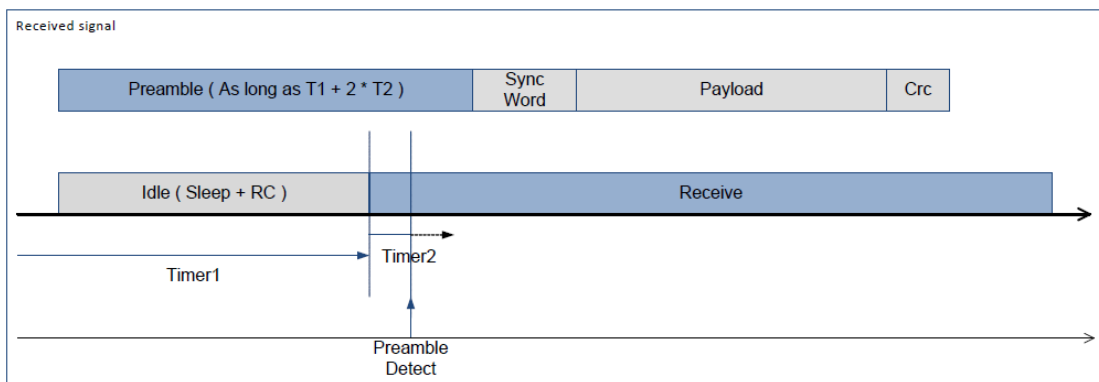 Received signal
Preamble ( As long as T1 + 2 * T2 )
Sync
Word
Payload
Crc
Idle ( Sleep + RC )
Receive
Timer2
Timer1
Preamble
Detect